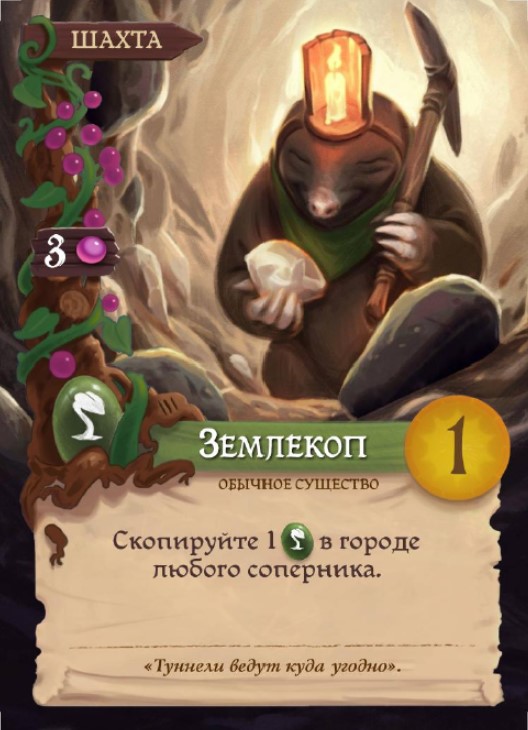 ШАХТА
3
Землекоп
1
ОБЫЧНОЕ СУЩЕСТВО
Скопируйте 1 в городе
любого соперника.
«Туннели ведут куда угодно».